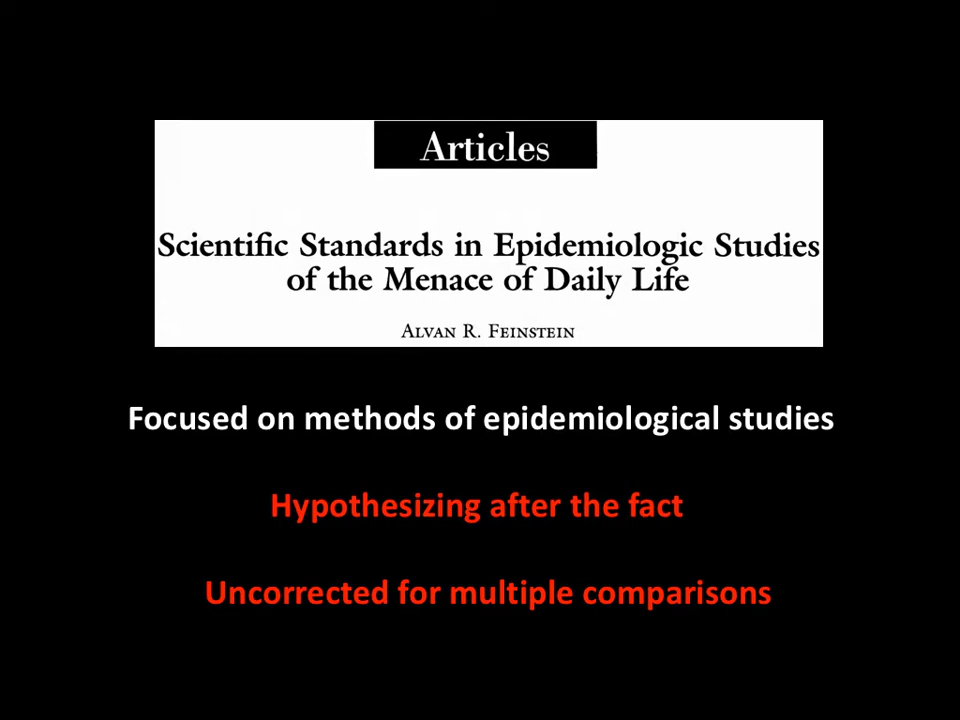 Articles
Scientific Standards in Epidemiologic Studies
of the Menace of Daily Life
Alvan R. Feinstein
Focused on methods of epidemiological studies
Hypothesizing after the fact
Uncorrected for multiple comparisons